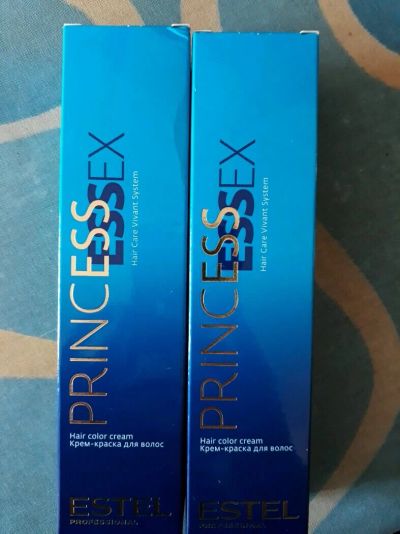 PRINCESS
ESSEX
Hair Care Vivant System
Hair color cream
Крем-краска для волос
ESTEL
PROFESSIONAL
PRINCESS
ESSEX
Hair Care Vivant System
Hair color cream
Крем-краска для волос
ESTEL
PROFESSIONAL